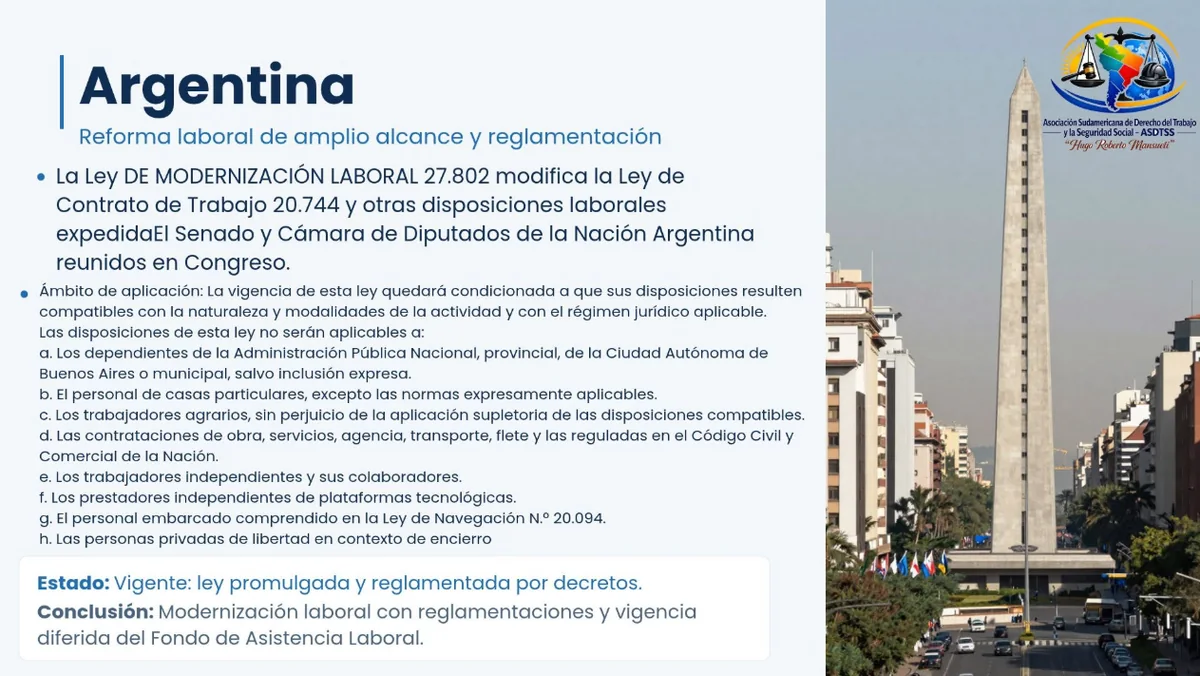 Argentina
Reforma laboral de amplio alcance y reglamentación
• La Ley DE MODERNIZACIÓN LABORAL 27.802 modifica la Ley de
Contrato de Trabajo 20.744 y otras disposiciones laborales
expedidaEl Senado y Cámara de Diputados de la Nación Argentina
reunidos en Congreso.
• Ámbito de aplicación: La vigencia de esta ley quedará condicionada a que sus disposiciones resulten
compatibles con la naturaleza y modalidades de la actividad y con el régimen jurídico aplicable.
Las disposiciones de esta ley no serán aplicables a:
a. Los dependientes de la Administración Pública Nacional, provincial, de la Ciudad Autónoma de
Buenos Aires o municipal, salvo inclusión expresa.
b. El personal de casas particulares, excepto las normas expresamente aplicables.
c. Los trabajadores agrarios, sin perjuicio de la aplicación supletoria de las disposiciones compatibles.
d. Las contrataciones de obra, servicios, agencia, transporte, flete y las reguladas en el Código Civil y
Comercial de la Nación.
e. Los trabajadores independientes y sus colaboradores.
f. Los prestadores independientes de plataformas tecnológicas.
g. El personal embarcado comprendido en la Ley de Navegación N.º 20.094.
h. Las personas privadas de libertad en contexto de encierro
Estado: Vigente: ley promulgada y reglamentada por decretos.
Conclusión: Modernización laboral con reglamentaciones y vigencia
diferida del Fondo de Asistencia Laboral.
Asociación Sudamericana de Derecho del Trabajo
y la Seguridad Social - ASDTSS
"Hugo Roberto Mansueti"